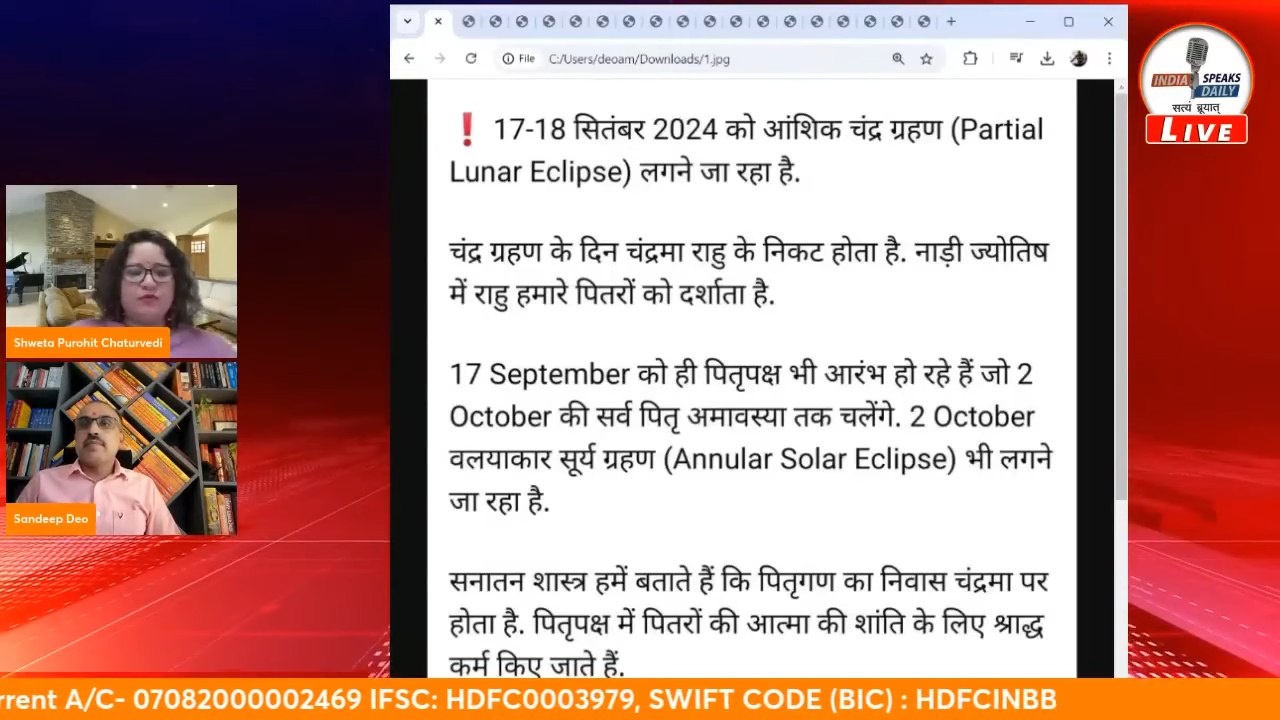 File C:/Users/deoam/Downloads/1.jpg
INDIA SPEAKS
DAILY
सत्यं ब्रूयात्
LIVE
❗ 17-18 सितंबर 2024 को आंशिक चंद्र ग्रहण (Partial
Lunar Eclipse) लगने जा रहा है.
चंद्र ग्रहण के दिन चंद्रमा राहु के निकट होता है. नाड़ी ज्योतिष
में राहु हमारे पितरों को दर्शाता है.
17 September को ही पितृपक्ष भी आरंभ हो रहे हैं जो 2
October की सर्व पितृ अमावस्या तक चलेंगे. 2 October
वलयाकार सूर्य ग्रहण (Annular Solar Eclipse) भी लगने
जा रहा है.
सनातन शास्त्र हमें बताते हैं कि पितृगण का निवास चंद्रमा पर
होता है. पितृपक्ष में पितरों की आत्मा की शांति के लिए श्राद्ध
कर्म किए जाते हैं.
Shweta Purohit Chaturvedi
Sandeep Deo
rrent A/C- 07082000002469 IFSC: HDFC0003979, SWIFT CODE (BIC) : HDFCINBB